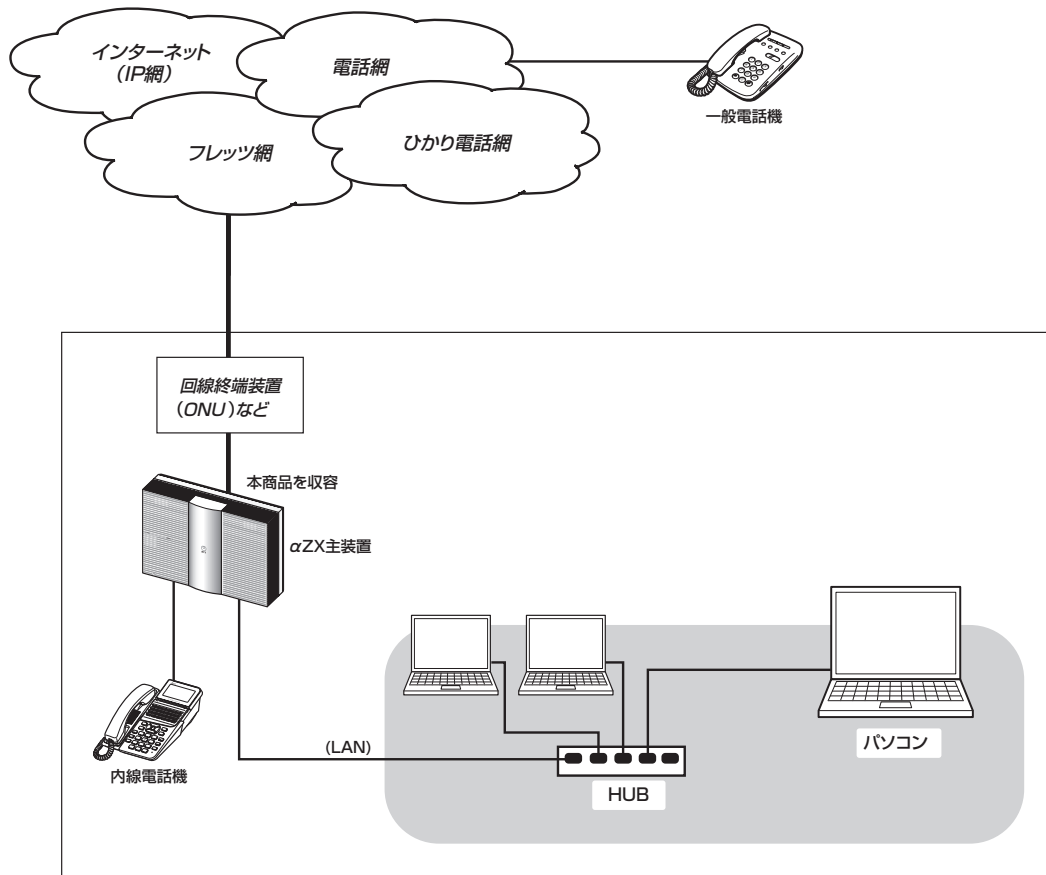 インターネット
（IP網）
電話網
一般電話機
フレッツ網
ひかり電話網
回線終端装置
（ONU）など
本商品を収容
αZX主装置
内線電話機
(LAN)
HUB
パソコン